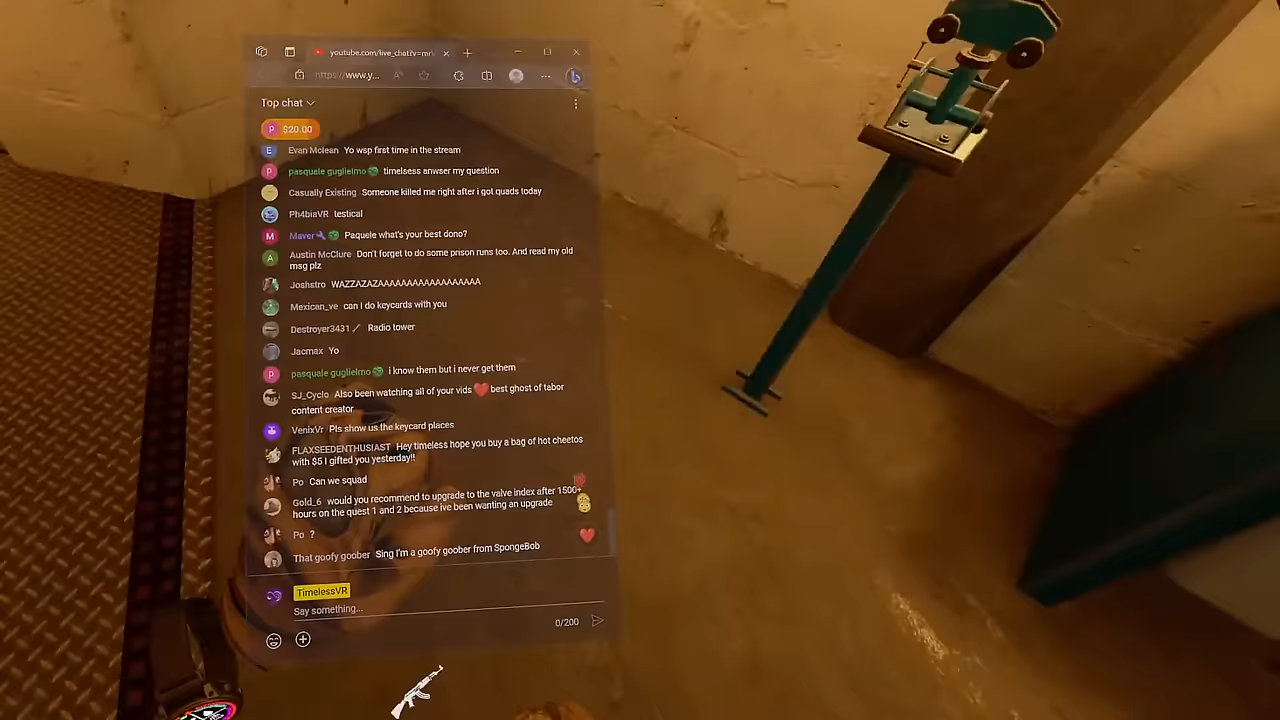 youtube.com/live_chat?v=mr
https://www.y...
Top chat
P $20.00
E Evan Mclean Yo wsp first time in the stream
P pasquale guglielmo timelsess anwser my question
Casually Existing Someone killed me right after i got quads today
Ph4biaVR testical
M Maver Paquele what's your best dono?
A Austin McClure Don't forget to do some prison runs too. And read my old
msg plz
Joshstro WAZZAZAZAAAAAAAAAAAAAAAAAAA
Mexican_ve can I do keycards with you
Destroyer3431 Radio tower
Jacmax Yo
P pasquale guglielmo i know them but i never get them
SJ_Cyclo Also been watching all of your vids ❤️ best ghost of tabor
content creator
VenixVr Pls show us the keycard places
FLAXSEEDENTHUSIAST Hey timeless hope you buy a bag of hot cheetos
with $5 I gifted you yesterday!!
Po Can we squad
Gold_6 would you recommend to upgrade to the valve index after 1500+
hours on the quest 1 and 2 because ive been wanting an upgrade
Po ?
That goofy goober Sing I'm a goofy goober from SpongeBob
TimelessVR
Say something...
0/200